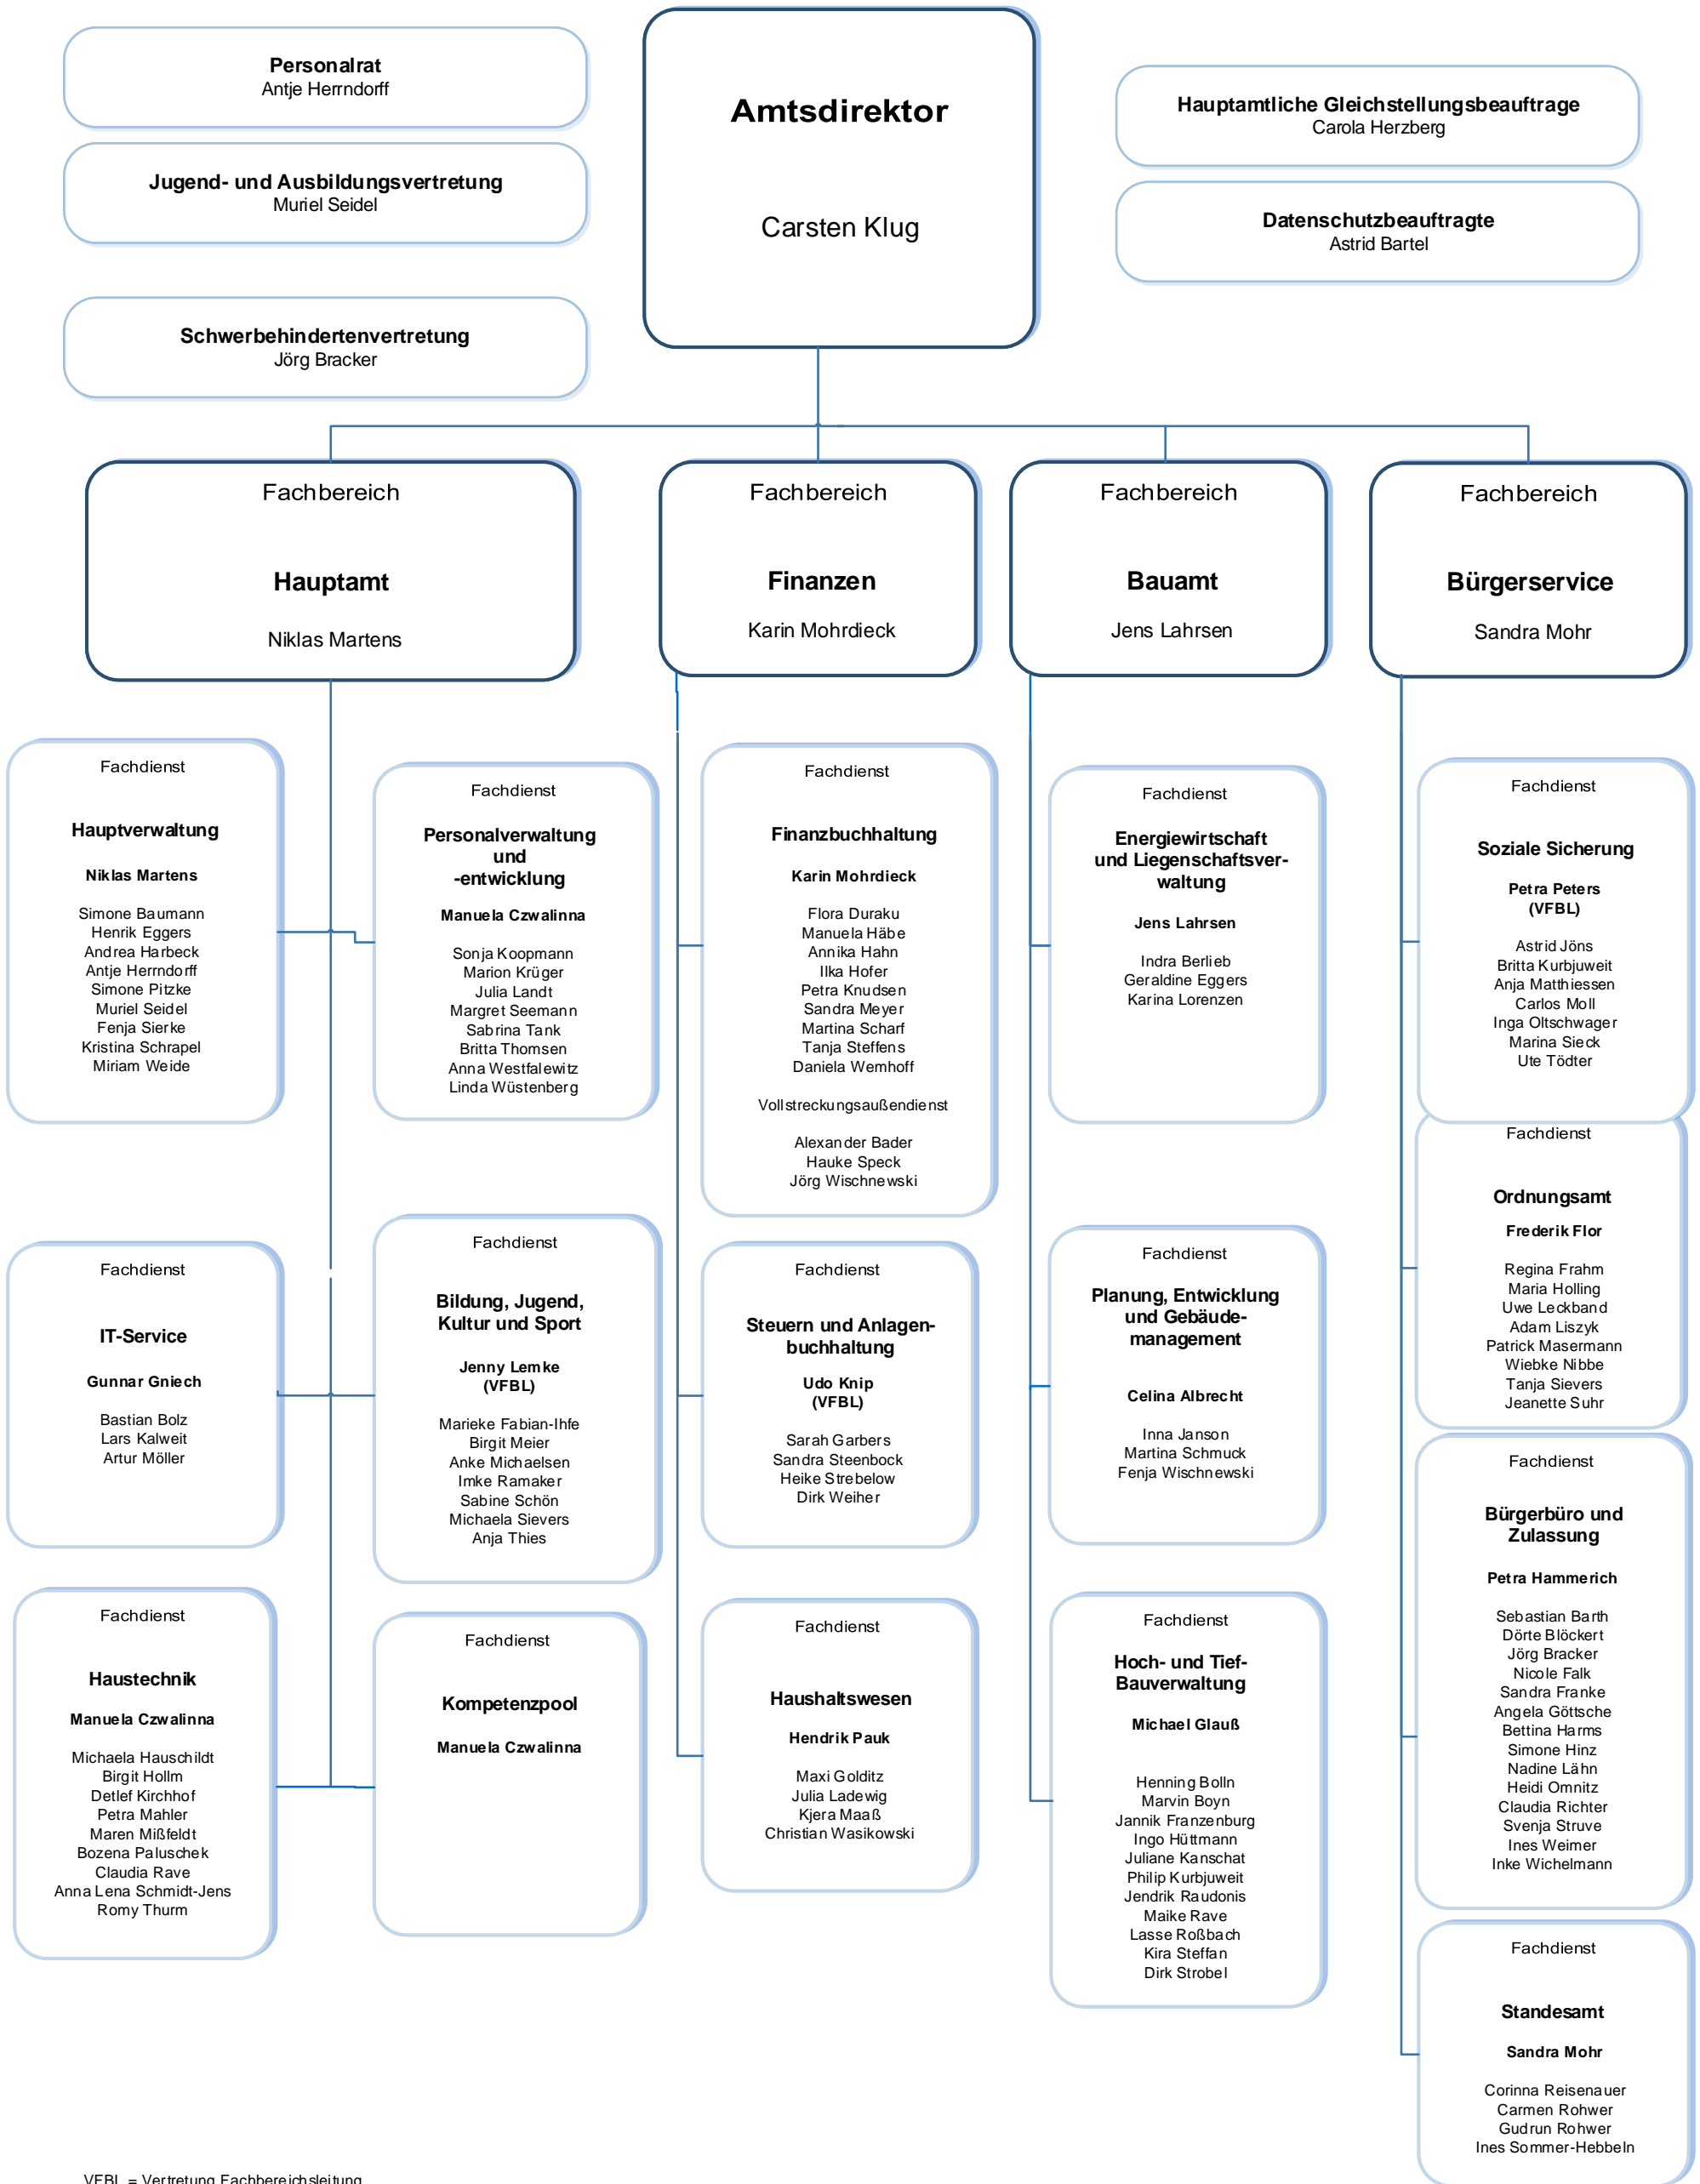 Personalrat
Antje Herrndorff
Jugend- und Ausbildungsvertretung
Muriel Seidel
Schwerbehindertenvertretung
Jörg Bracker
Amtsdirektor
Carsten Klug
Hauptamtliche Gleichstellungsbeauftrage
Carola Herzberg
Datenschutzbeauftragte
Astrid Bartel
Fachbereich
Hauptamt
Niklas Martens
Fachbereich
Finanzen
Karin Mohrdieck
Fachbereich
Bauamt
Jens Lahrsen
Fachbereich
Bürgerservice
Sandra Mohr
Fachdienst
Hauptverwaltung
Niklas Martens
Simone Baumann
Henrik Eggers
Andrea Harbeck
Antje Herrndorff
Simone Pitzke
Muriel Seidel
Fenja Sierke
Kristina Schrapel
Miriam Weide
Fachdienst
Personalverwaltung
und
-entwicklung
Manuela Czwalinna
Sonja Koopmann
Marion Krüger
Julia Landt
Margret Seemann
Sabrina Tank
Britta Thomsen
Anna Westfalewitz
Linda Wüstenberg
Fachdienst
IT-Service
Gunnar Gniech
Bastian Bolz
Lars Kalweit
Artur Möller
Fachdienst
Bildung, Jugend,
Kultur und Sport
Jenny Lemke
(VFBL)
Marieke Fabian-Ihfe
Birgit Meier
Anke Michaelsen
Imke Ramaker
Sabine Schön
Michaela Sievers
Anja Thies
Fachdienst
Haustechnik
Manuela Czwalinna
Michaela Hauschildt
Birgit Hollm
Detlef Kirchhof
Petra Mahler
Maren Mißfeldt
Bozena Paluschek
Claudia Rave
Anna Lena Schmidt-Jens
Romy Thurm
Fachdienst
Kompetenzpool
Manuela Czwalinna
Fachdienst
Finanzbuchhaltung
Karin Mohrdieck
Flora Duraku
Manuela Häbe
Annika Hahn
Ilka Hofer
Petra Knudsen
Sandra Meyer
Martina Scharf
Tanja Steffens
Daniela Wemhoff
Vollstreckungsaußendienst
Alexander Bader
Hauke Speck
Jörg Wischnewski
Fachdienst
Steuern und Anlagen-
buchhaltung
Udo Knip
(VFBL)
Sarah Garbers
Sandra Steenbock
Heike Strebelow
Dirk Weiher
Fachdienst
Haushaltswesen
Hendrik Pauk
Maxi Golditz
Julia Ladewig
Kjera Maaß
Christian Wasikowski
Fachdienst
Energiewirtschaft
und Liegenschaftsver-
waltung
Jens Lahrsen
Indra Berlieb
Geraldine Eggers
Karina Lorenzen
Fachdienst
Planung, Entwicklung
und Gebäude-
management
Celina Albrecht
Inna Janson
Martina Schmuck
Fenja Wischnewski
Fachdienst
Hoch- und Tief-
Bauverwaltung
Michael Glauß
Henning Bolln
Marvin Boyn
Jannik Franzenburg
Ingo Hüttmann
Juliane Kanschat
Philip Kurbjuweit
Jendrik Raudonis
Maike Rave
Lasse Roßbach
Kira Steffan
Dirk Strobel
Fachdienst
Soziale Sicherung
Petra Peters
(VFBL)
Astrid Jöns
Britta Kurbjuweit
Anja Matthiessen
Carlos Moll
Inga Oltschwager
Marina Sieck
Ute Tödter
Fachdienst
Ordnungsamt
Frederik Flor
Regina Frahm
Maria Holling
Uwe Leckband
Adam Liszyk
Patrick Masermann
Wiebke Nibbe
Tanja Sievers
Jeanette Suhr
Fachdienst
Bürgerbüro und
Zulassung
Petra Hammerich
Sebastian Barth
Dörte Blöckert
Jörg Bracker
Nicole Falk
Sandra Franke
Angela Göttsche
Bettina Harms
Simone Hinz
Nadine Lähn
Heidi Omnitz
Claudia Richter
Svenja Struve
Ines Weimer
Inke Wichelmann
Fachdienst
Standesamt
Sandra Mohr
Corinna Reisenauer
Carmen Rohwer
Gudrun Rohwer
Ines Sommer-Hebbeln
VFBL = Vertretung Fachbereichsleitung